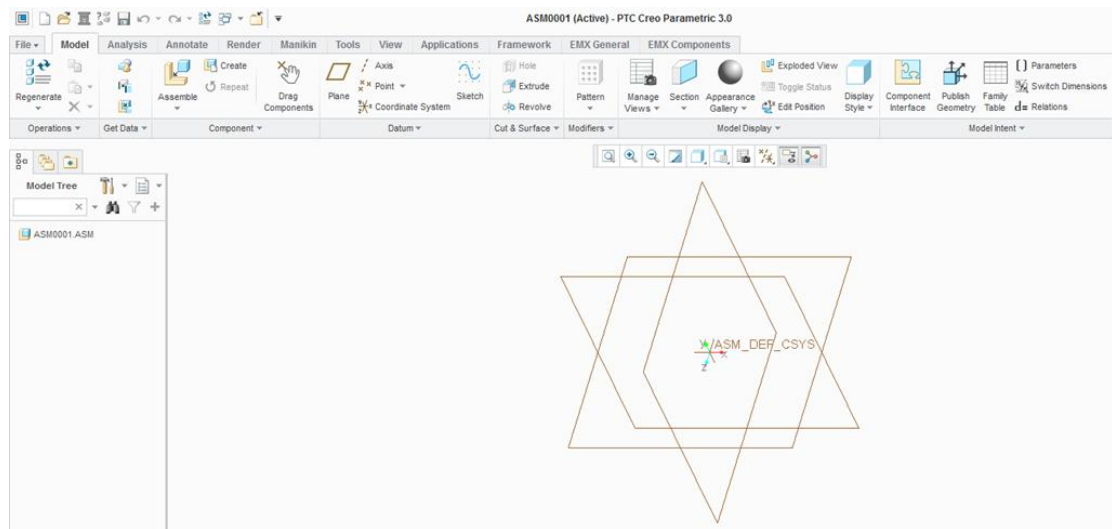 ASM0001 (Active) - PTC Creo Parametric 3.0
File Model Analysis Annotate Render Manikin Tools View Applications Framework EMX General EMX Components
Regenerate
Operations
Get Data
Assemble
Create
Repeat
Drag
Components
Component
Plane
Axis
Point
Coordinate System
Sketch
Datum
Hole
Extrude
Revolve
Cut & Surface
Pattern
Modifiers
Manage
Views
Section
Appearance
Gallery
Exploded View
Toggle Status
Edit Position
Display
Style
Model Display
Component
Interface
Publish
Geometry
Family
Table
Parameters
Switch Dimensions
d= Relations
Model Intent
Model Tree
ASM0001.ASM
Y ASM_DEF_CSYS
X
Z